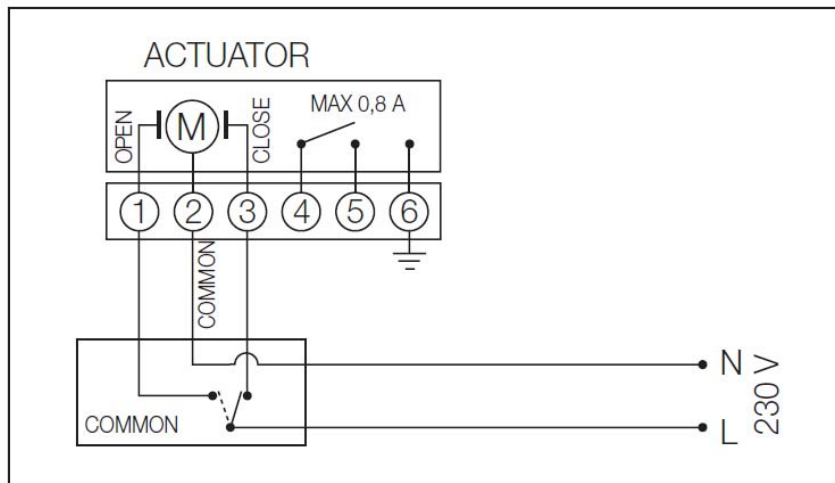 ACTUATOR
OPEN
M
CLOSE
MAX 0,8 A
1 2 3 4 5 6
COMMON
N
COMMON
L
230 V